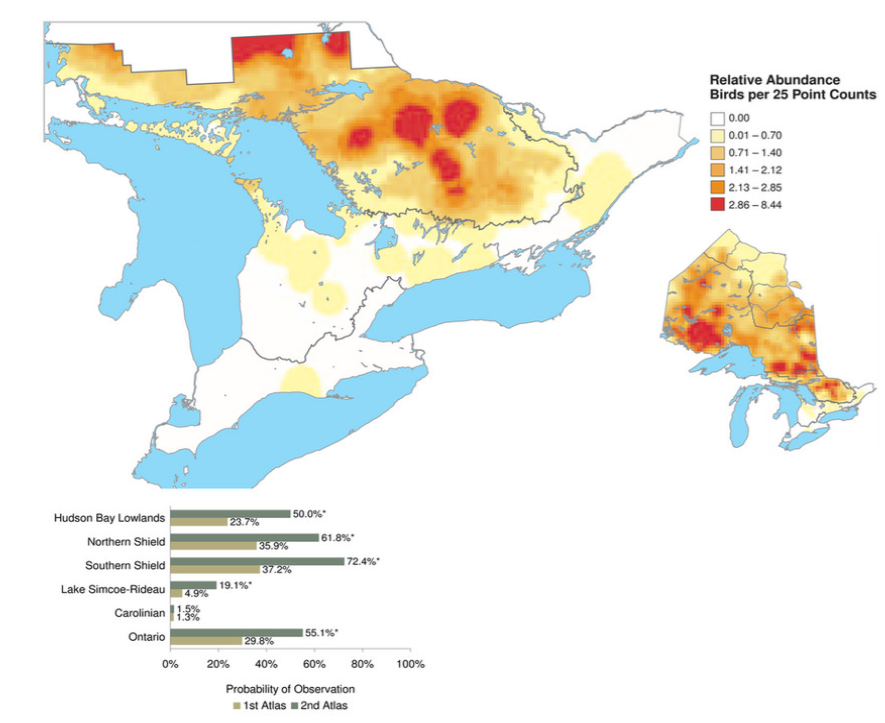 Relative Abundance
Birds per 25 Point Counts
0.00
0.01 – 0.70
0.71 – 1.40
1.41 – 2.12
2.13 – 2.85
2.86 – 8.44
Hudson Bay Lowlands 50.0%*
23.7%
Northern Shield 61.8%*
35.9%
Southern Shield 72.4%*
37.2%
Lake Simcoe-Rideau 19.1%*
4.9%
Carolinian 1.5%
1.3%
Ontario 55.1%*
29.8%
0% 20% 40% 60% 80% 100%
Probability of Observation
1st Atlas 2nd Atlas